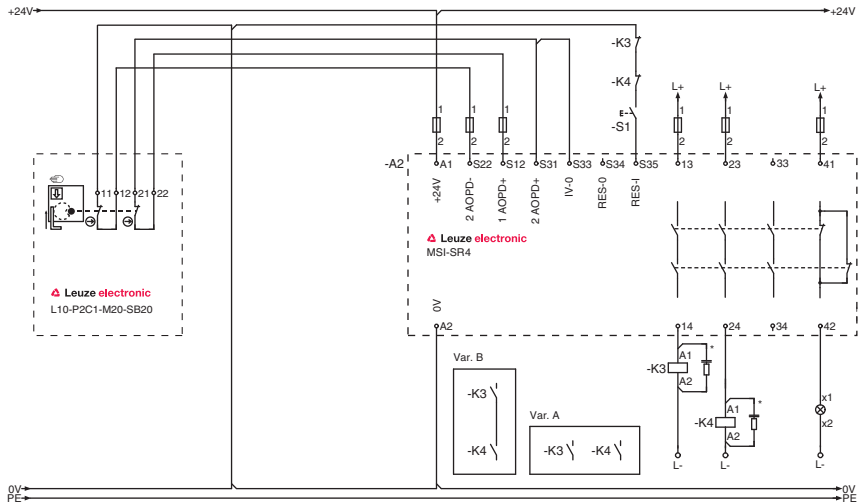 +24V +24V
-K3
-K4
L+ L+ L+
E--
-S1
1 1 1 1 1 1
2 2 2 2 2 2
-A2 A1 S22 S12 S31 S33 S34 S35 13 23 33 41
11 12 21 22
+24V
2 AOPD-
1 AOPD+
2 AOPD+
IV-0
RES-0
RES-I
Leuze electronic
MSI-SR4
Leuze electronic
L10-P2C1-M20-SB20
0V
A2 14 24 34 42
Var. B
-K3
-K4
Var. A
-K3 -K4
-K3 A1 *
A2
-K4 A1 *
A2
x1
x2
L- L- L-
0V 0V
PE PE